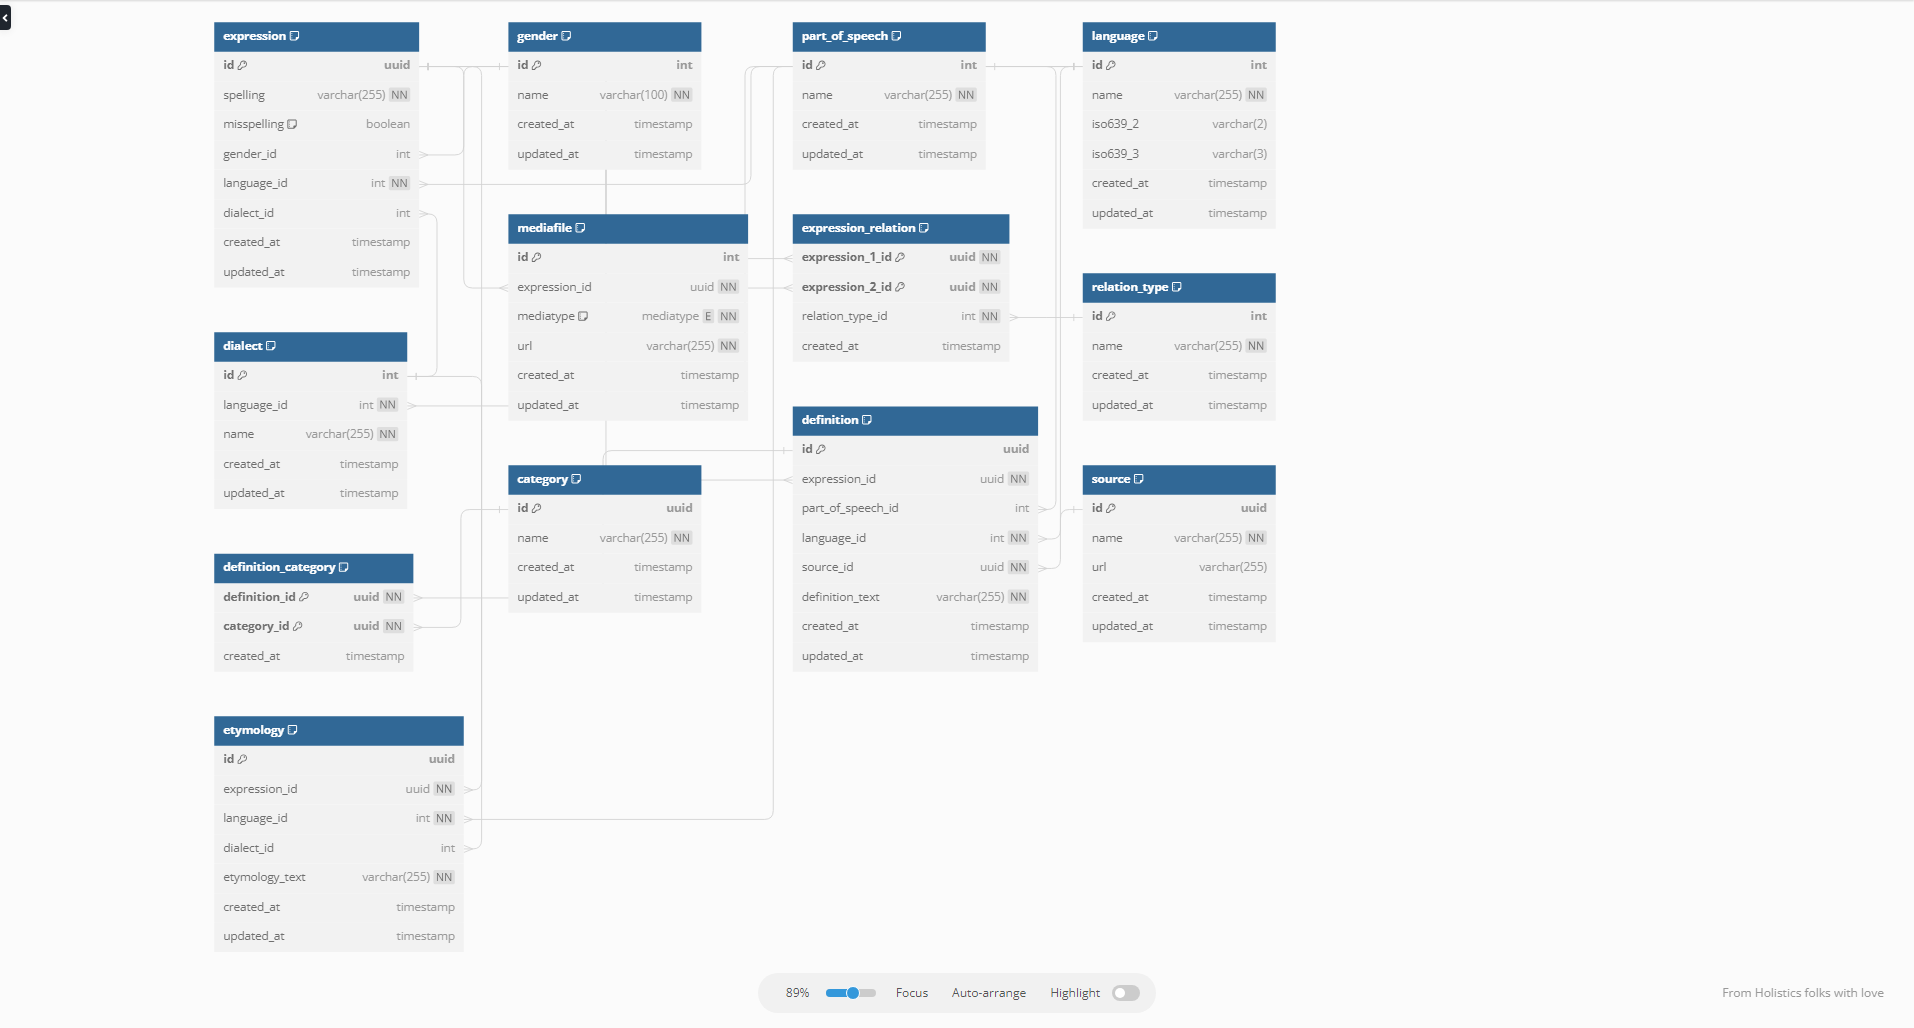 expression
id uuid
spelling varchar(255) NN
misspelling boolean
gender_id int
language_id int NN
dialect_id int
created_at timestamp
updated_at timestamp
dialect
id int
language_id int NN
name varchar(255) NN
created_at timestamp
updated_at timestamp
definition_category
definition_id uuid NN
category_id uuid NN
created_at timestamp
etymology
id uuid
expression_id uuid NN
language_id int NN
dialect_id int
etymology_text varchar(255) NN
created_at timestamp
updated_at timestamp
gender
id int
name varchar(100) NN
created_at timestamp
updated_at timestamp
mediafile
id int
expression_id uuid NN
mediatype mediatype E NN
url varchar(255) NN
created_at timestamp
updated_at timestamp
category
id uuid
name varchar(255) NN
created_at timestamp
updated_at timestamp
part_of_speech
id int
name varchar(255) NN
created_at timestamp
updated_at timestamp
expression_relation
expression_1_id uuid NN
expression_2_id uuid NN
relation_type_id int NN
created_at timestamp
definition
id uuid
expression_id uuid NN
part_of_speech_id int
language_id int NN
source_id uuid NN
definition_text varchar(255) NN
created_at timestamp
updated_at timestamp
language
id int
name varchar(255) NN
iso639_2 varchar(2)
iso639_3 varchar(3)
created_at timestamp
updated_at timestamp
relation_type
id int
name varchar(255) NN
created_at timestamp
updated_at timestamp
source
id uuid
name varchar(255) NN
url varchar(255)
created_at timestamp
updated_at timestamp
89% Focus Auto-arrange Highlight
From Holistics folks with love